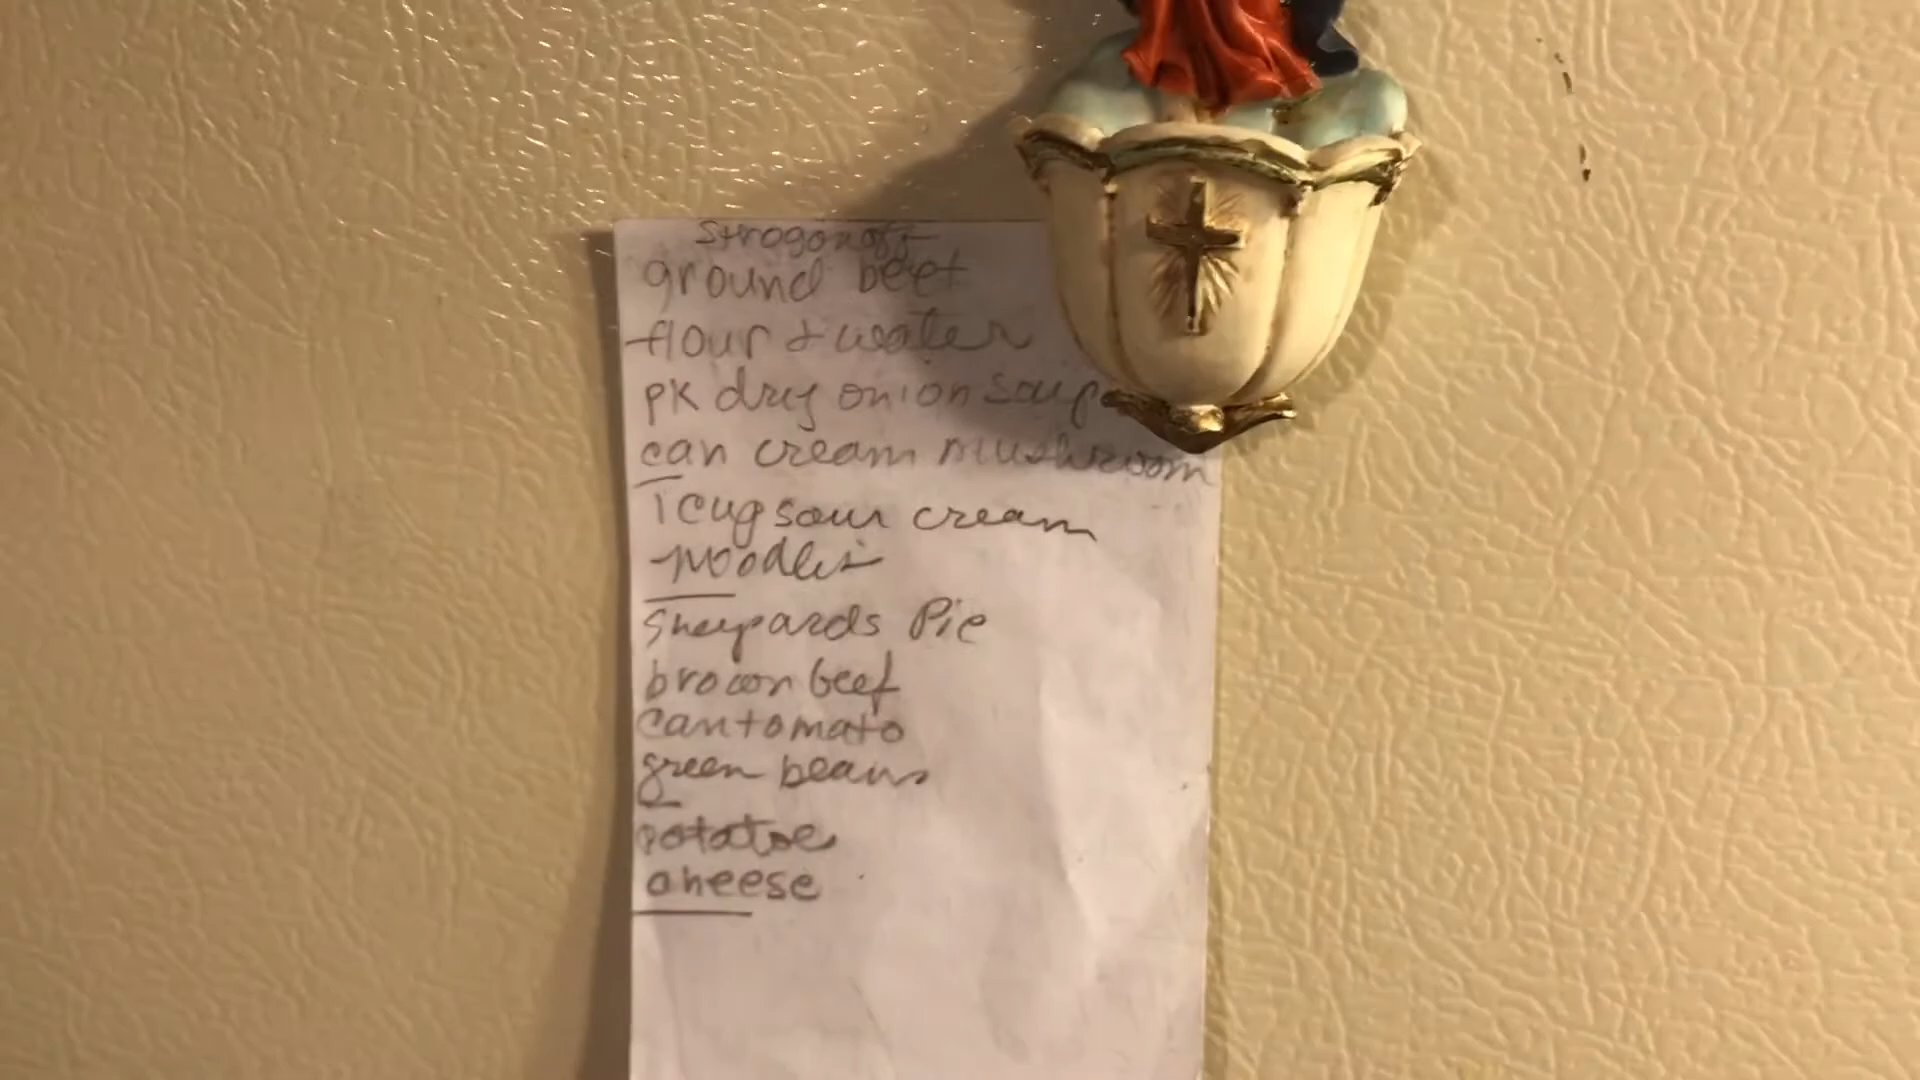 Strogonoff
ground beef
flour & water
pk dry onion soup
can cream mushroom
1 cup sour cream
noodles
Shepards Pie
brown beef
can tomato
green beans
potatoe
cheese